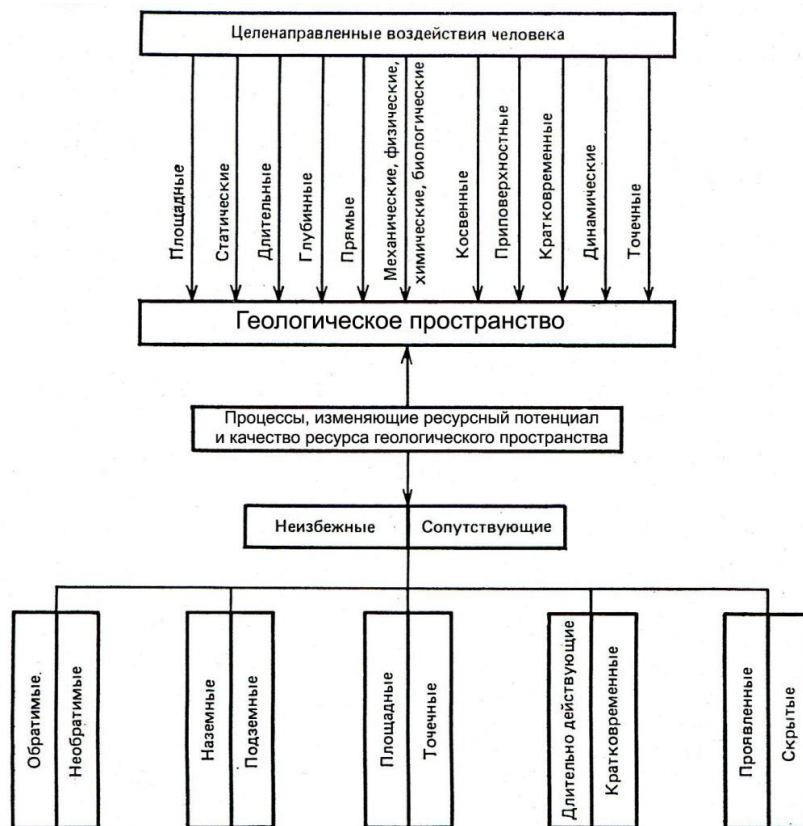 Целенаправленные воздействия человека
Площадные
Статические
Длительные
Глубинные
Прямые
Механические, физические,
химические, биологические
Косвенные
Приповерхностные
Кратковременные
Динамические
Точечные
Геологическое пространство
Процессы, изменяющие ресурсный потенциал
и качество ресурса геологического пространства
Неизбежные
Сопутствующие
Обратимые.
Необратимые
Наземные
Подземные
Площадные
Точечные
Длительно действующие
Кратковременные
Проявленные
Скрытые